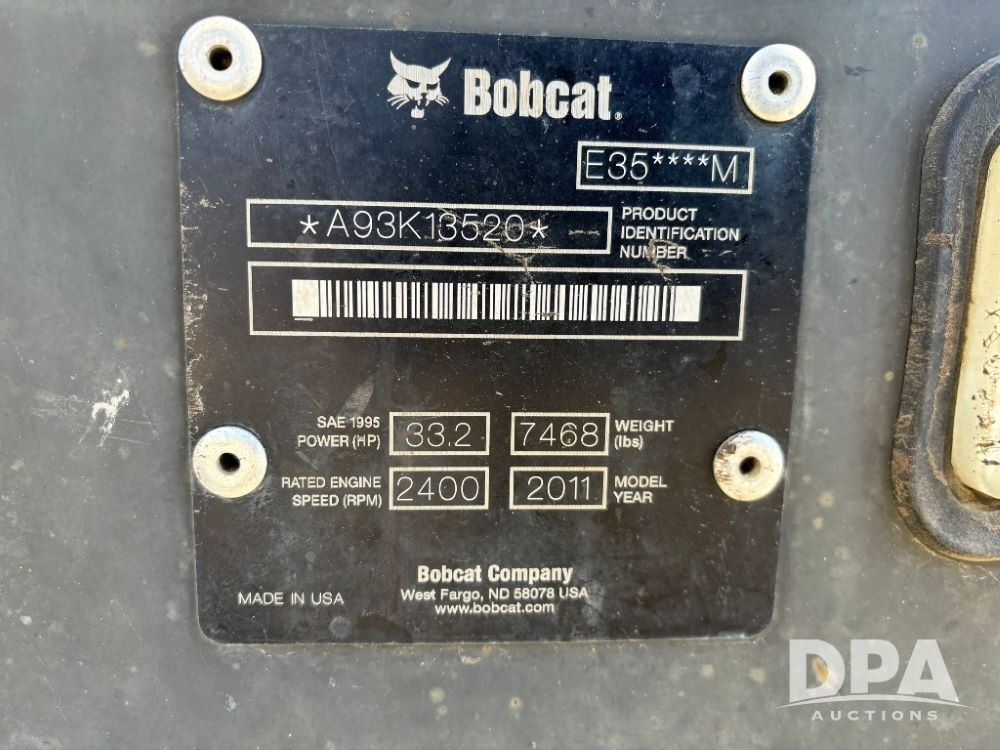 Bobcat®
E35****M
*A93K13520*
PRODUCT
IDENTIFICATION
NUMBER
SAE 1995
POWER (HP)
33.2
7468
WEIGHT
(lbs)
RATED ENGINE
SPEED (RPM)
2400
2011
MODEL
YEAR
Bobcat Company
MADE IN USA
West Fargo, ND 58078 USA
www.bobcat.com
DPA
AUCTIONS